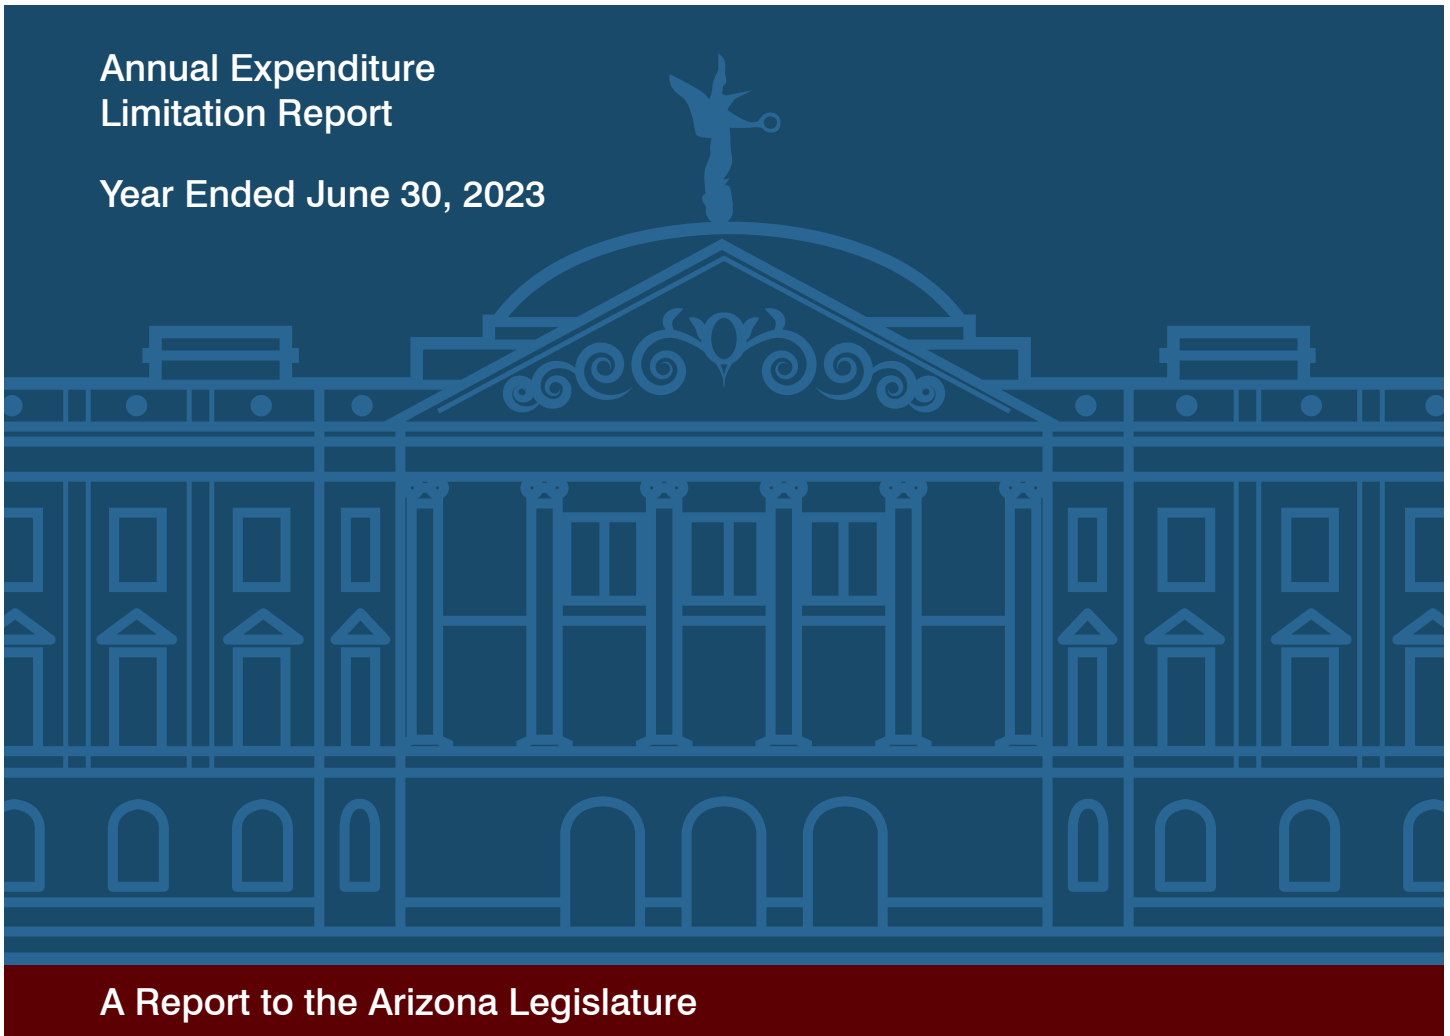 Annual Expenditure
Limitation Report
Year Ended June 30, 2023
A Report to the Arizona Legislature